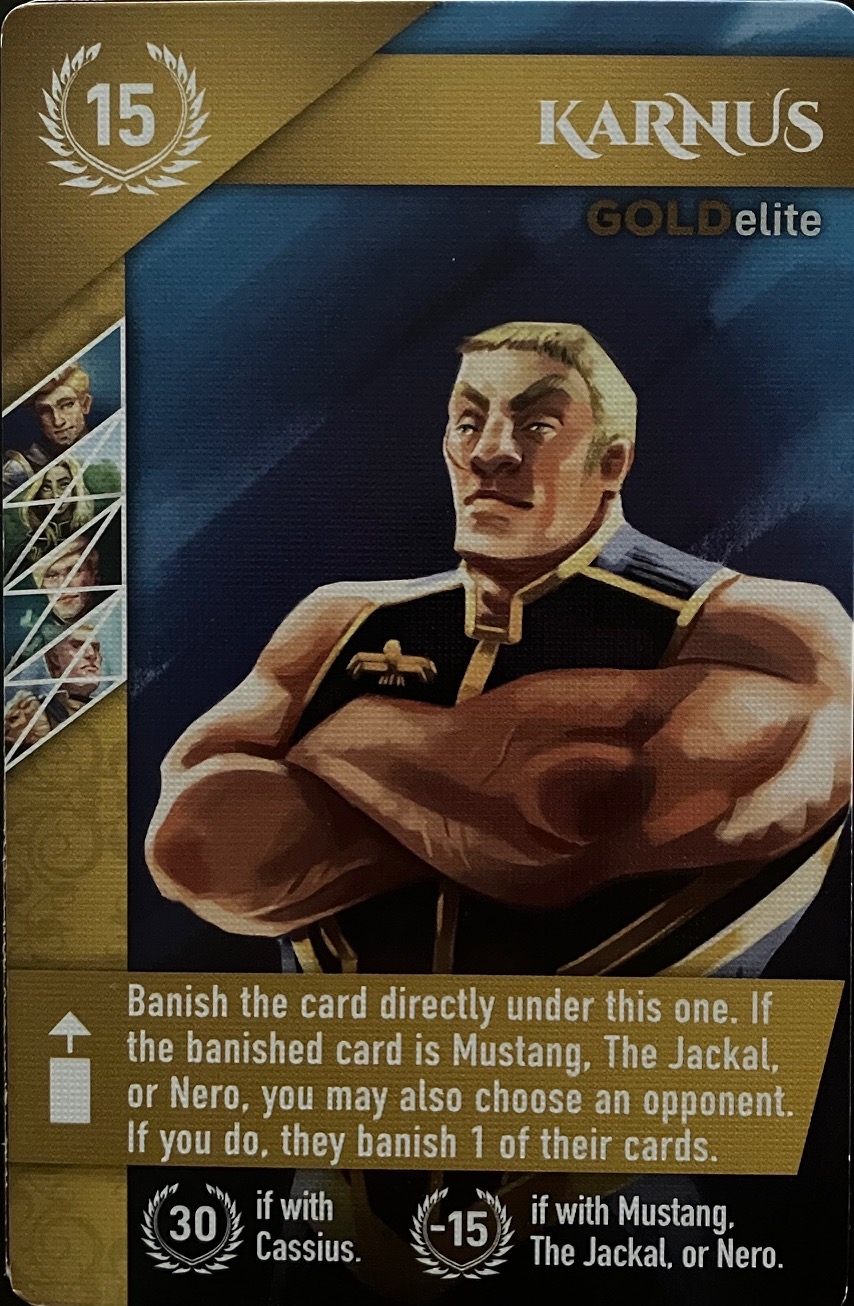 15
KARNUS
GOLDelite
Banish the card directly under this one. If
the banished card is Mustang, The Jackal,
or Nero, you may also choose an opponent.
If you do, they banish 1 of their cards.
30
if with
Cassius.
-15
if with Mustang,
The Jackal, or Nero.